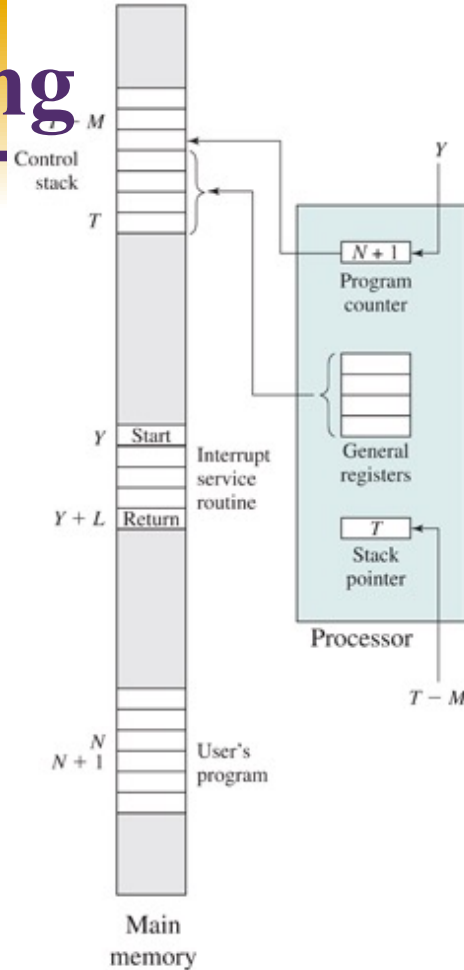 ng
– M
Control
stack
T
Y
N + 1
Program
counter
Y
Start
Interrupt
service
routine
General
registers
Y + L
Return
T
Stack
pointer
Processor
T – M
N
N + 1
User's
program
Main
memory